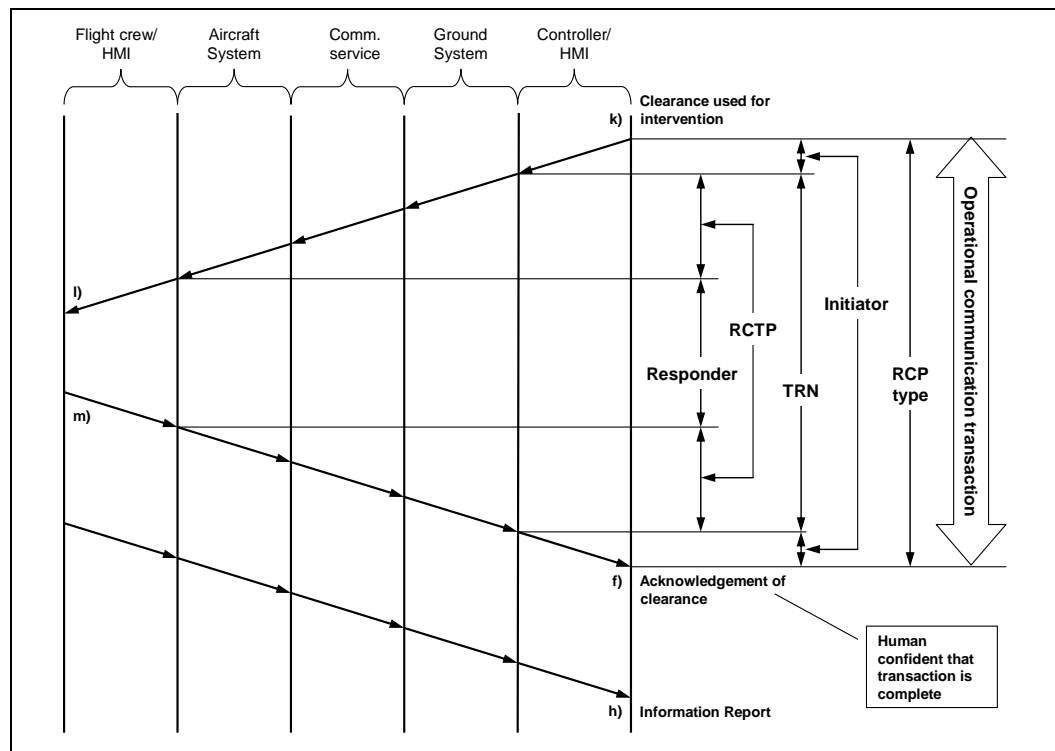 Flight crew/
HMI
Aircraft
System
Comm.
service
Ground
System
Controller/
HMI
k)
Clearance used for
intervention
l)
m)
Responder
RCTP
TRN
Initiator
RCP
type
Operational communication transaction
f)
Acknowledgement of
clearance
Human
confident that
transaction is
complete
h)
Information Report